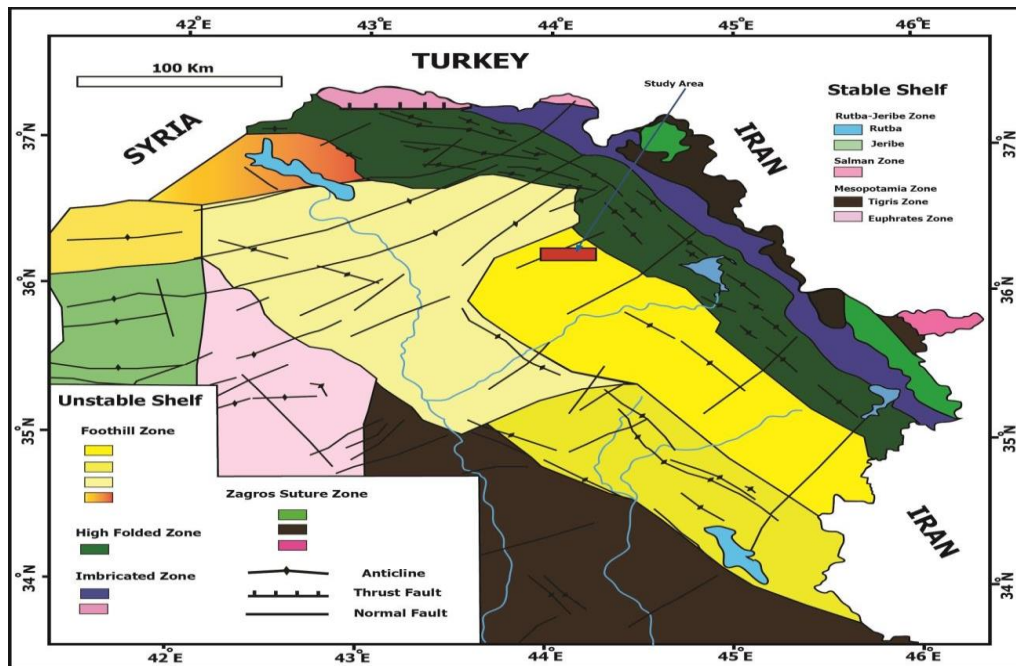 42°E 43°E 44°E 45°E 46°E
100 Km
TURKEY
Study Area
SYRIA
IRAN
37°N
37°N
36°N
36°N
35°N
35°N
34°N
34°N
IRAN
Stable Shelf
Rutba-Jeribe Zone
Rutba
Jeribe
Salman Zone
Mesopotamia Zone
Tigris Zone
Euphrates Zone
Unstable Shelf
Foothill Zone
High Folded Zone
Imbricated Zone
Zagros Suture Zone
Anticline
Thrust Fault
Normal Fault
42°E 43°E 44°E 45°E 46°E